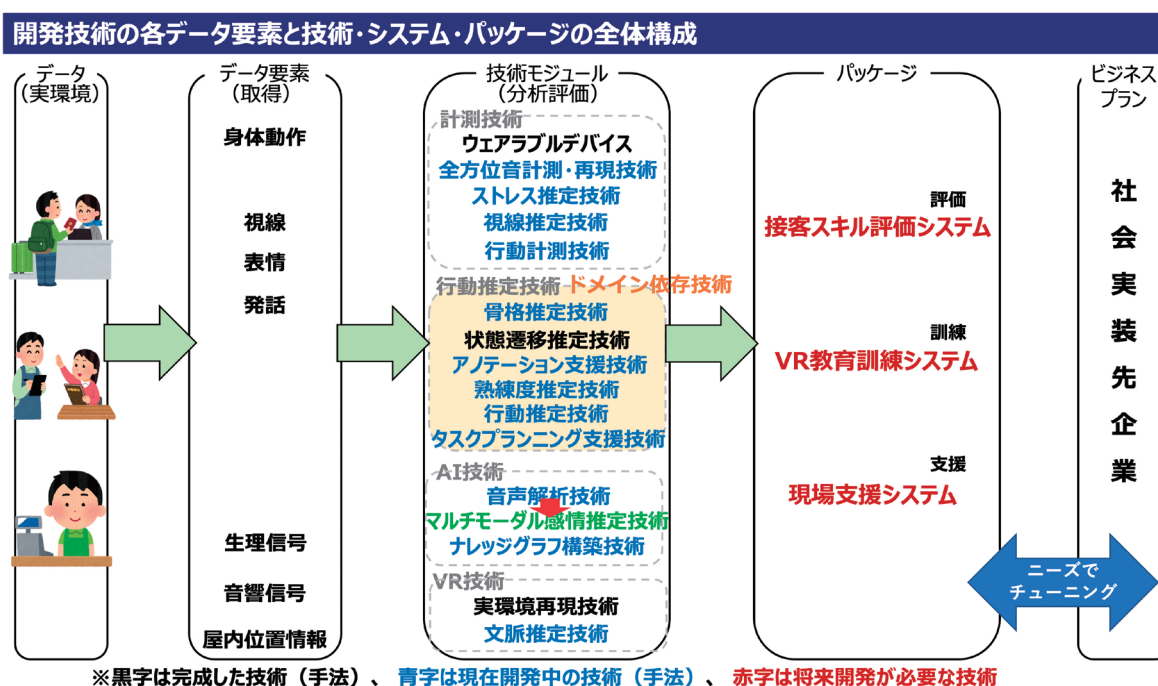 開発技術の各データ要素と技術・システム・パッケージの全体構成
データ
(実環境)
データ要素
(取得)
身体動作
視線
表情
発話
生理信号
音響信号
屋内位置情報
技術モジュール
(分析評価)
計測技術
ウェアラブルデバイス
全方位音計測・再現技術
ストレス推定技術
視線推定技術
行動計測技術
行動推定技術 ドメイン依存技術
骨格推定技術
状態遷移推定技術
アノテーション支援技術
熟練度推定技術
行動推定技術
タスクプランニング支援技術
AI技術
音声解析技術
マルチモーダル感情推定技術
ナレッジグラフ構築技術
VR技術
実環境再現技術
文脈推定技術
パッケージ
評価
接客スキル評価システム
訓練
VR教育訓練システム
支援
現場支援システム
ビジネス
プラン
社会実装先企業
ニーズで
チューニング
※黒字は完成した技術（手法）、 青字は現在開発中の技術（手法）、 赤字は将来開発が必要な技術